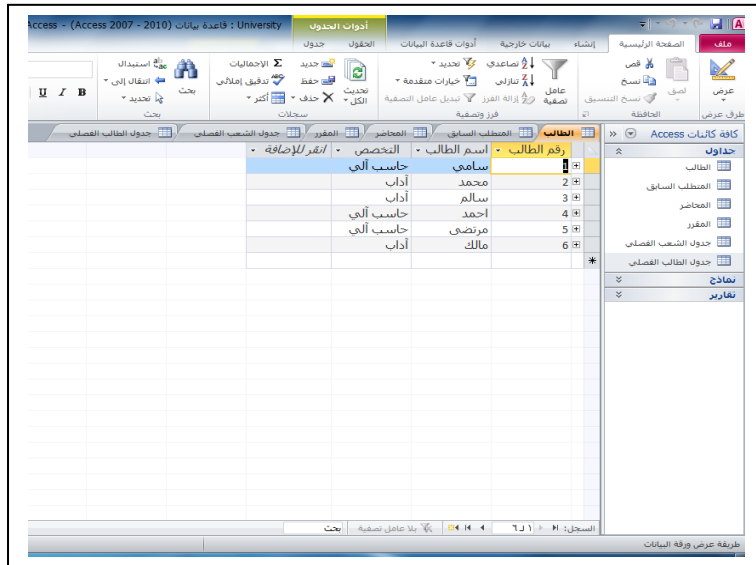 University : قاعدة بيانات (Access 2007 - 2010) - Access
أدوات الجدول
ملف الصفحة الرئيسية إنشاء بيانات خارجية أدوات قاعدة البيانات الحقول جدول
عرض
طرق عرض
لصق
قص
نسخ
نسخ التنسيق
الحافظة
عامل تصفية
تصاعدي
تنازلي
إزالة الفرز
تحديد
خيارات متقدمة
تبديل عامل التصفية
فرز وتصفية
تحديث الكل
جديد
حفظ
حذف
الاجماليات
تدقيق إملائي
أكثر
سجلات
بحث
استبدال
انتقال إلى
تحديد
بحث
B I U
كافة كائنات Access
جداول
الطالب
المتطلب السابق
المحاضر
المقرر
جدول الشعب الفصلي
جدول الطالب الفصلي
نماذج
تقارير
الطالب المتطلب السابق المحاضر المقرر جدول الشعب الفصلي جدول الطالب الفصلي
رقم الطالب اسم الطالب التخصص انقر للإضافة
1 سامي حاسب آلي
2 محمد آداب
3 سالم آداب
4 احمد حاسب آلي
5 مرتضى حاسب آلي
6 مالك آداب
السجل: ١ لـ ٦ بلا عامل تصفية بحث
طريقة عرض ورقة البيانات